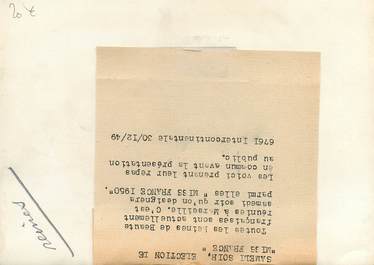 20 €
SAMEDI SOIR, ELECTION DE
"MISS FRANCE"
Toutes les Reines de Beauté
françaises sont actuellement
réunies à Marseille. C'est
samedi soir qu'on désignera
parmi elles " MISS FRANCE 1950".
Les voici prenant leur repas
en commun avant la présentation
au public.
6761 Intercontinentale 30/12/49